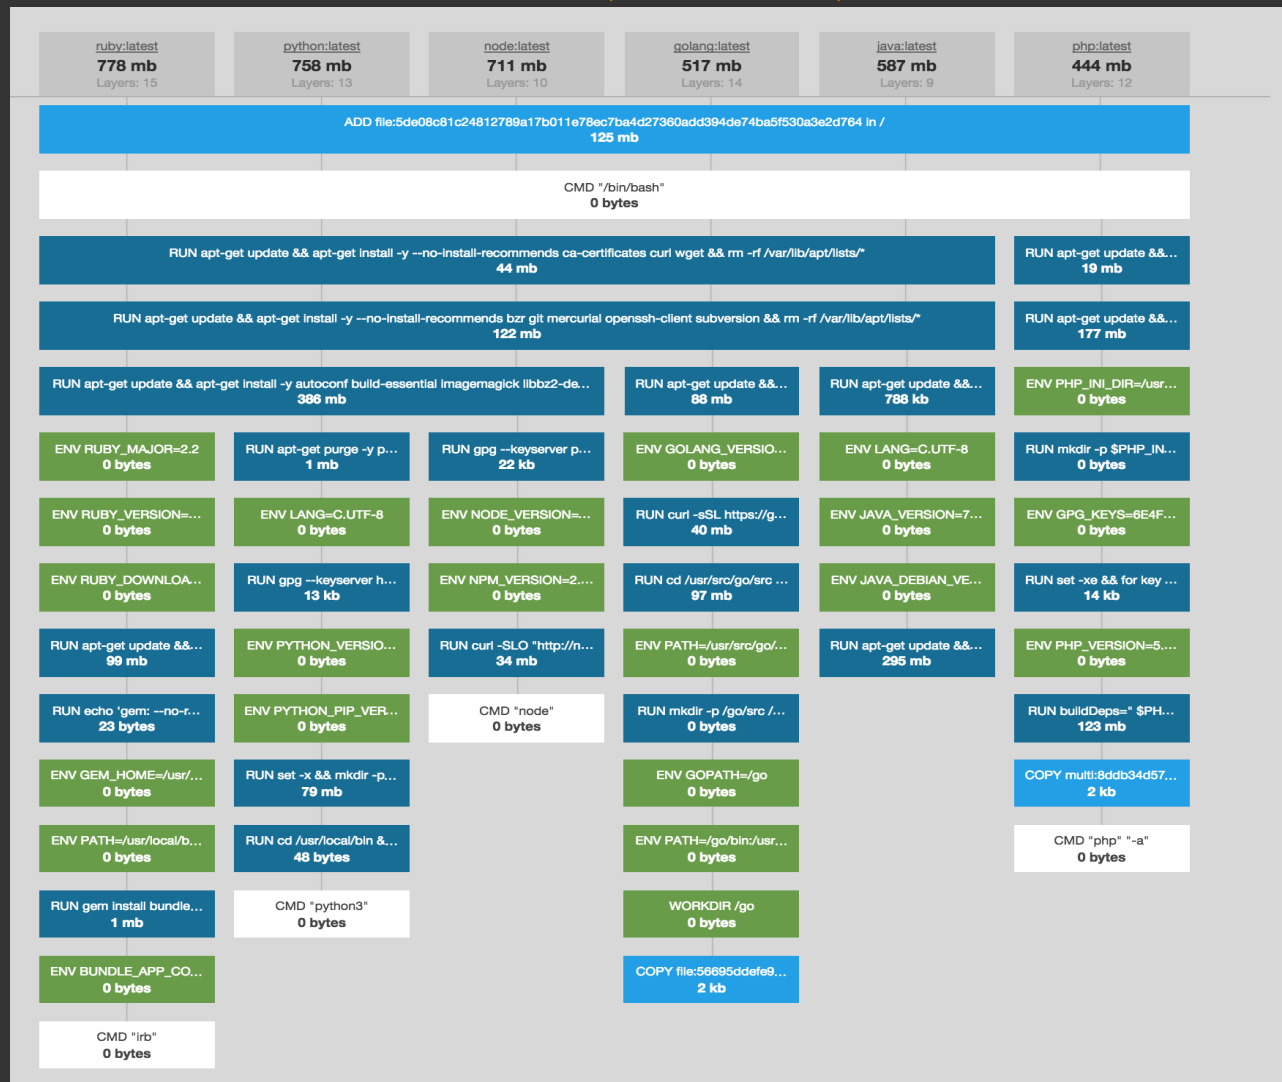 ruby:latest
778 mb
Layers: 15
python:latest
758 mb
Layers: 13
node:latest
711 mb
Layers: 10
golang:latest
517 mb
Layers: 14
java:latest
587 mb
Layers: 9
php:latest
444 mb
Layers: 12
ADD file:5de08c81c24812789a17b011e78ec7ba4d27360add394de74ba5f530a3e2d764 in /
125 mb
CMD "/bin/bash"
0 bytes
RUN apt-get update && apt-get install -y --no-install-recommends ca-certificates curl wget && rm -rf /var/lib/apt/lists/*
44 mb
RUN apt-get update &&...
19 mb
RUN apt-get update && apt-get install -y --no-install-recommends bzr git mercurial openssh-client subversion && rm -rf /var/lib/apt/lists/*
122 mb
RUN apt-get update &&...
177 mb
RUN apt-get update && apt-get install -y autoconf build-essential imagemagick libbz2-de...
386 mb
RUN apt-get update &&...
88 mb
RUN apt-get update &&...
788 kb
ENV PHP_INI_DIR=/usr...
0 bytes
ENV RUBY_MAJOR=2.2
0 bytes
RUN apt-get purge -y p...
1 mb
RUN gpg --keyserver p...
22 kb
ENV GOLANG_VERSIO...
0 bytes
ENV LANG=C.UTF-8
0 bytes
RUN mkdir -p $PHP_IN...
0 bytes
ENV RUBY_VERSION=...
0 bytes
ENV LANG=C.UTF-8
0 bytes
ENV NODE_VERSION=...
0 bytes
RUN curl -sSL https://g...
40 mb
ENV JAVA_VERSION=7...
0 bytes
ENV GPG_KEYS=6E4F...
0 bytes
ENV RUBY_DOWNLOA...
0 bytes
RUN gpg --keyserver h...
13 kb
ENV NPM_VERSION=2....
0 bytes
RUN cd /usr/src/go/src ...
97 mb
ENV JAVA_DEBIAN_VE...
0 bytes
RUN set -xe && for key ...
14 kb
RUN apt-get update &&...
99 mb
ENV PYTHON_VERSIO...
0 bytes
RUN curl -SLO "http://n...
34 mb
ENV PATH=/usr/src/go/...
0 bytes
RUN apt-get update &&...
295 mb
ENV PHP_VERSION=5....
0 bytes
RUN echo 'gem: --no-r...
23 bytes
ENV PYTHON_PIP_VER...
0 bytes
CMD "node"
0 bytes
RUN mkdir -p /go/src /...
0 bytes
RUN buildDeps=" $PH...
123 mb
ENV GEM_HOME=/usr/...
0 bytes
RUN set -x && mkdir -p...
79 mb
ENV GOPATH=/go
0 bytes
COPY multi:8ddb34d57...
2 kb
ENV PATH=/usr/local/b...
0 bytes
RUN cd /usr/local/bin &...
48 bytes
ENV PATH=/go/bin:/usr...
0 bytes
CMD "php" "-a"
0 bytes
RUN gem install bundle...
1 mb
CMD "python3"
0 bytes
WORKDIR /go
0 bytes
ENV BUNDLE_APP_CO...
0 bytes
COPY file:56695ddefe9...
2 kb
CMD "irb"
0 bytes